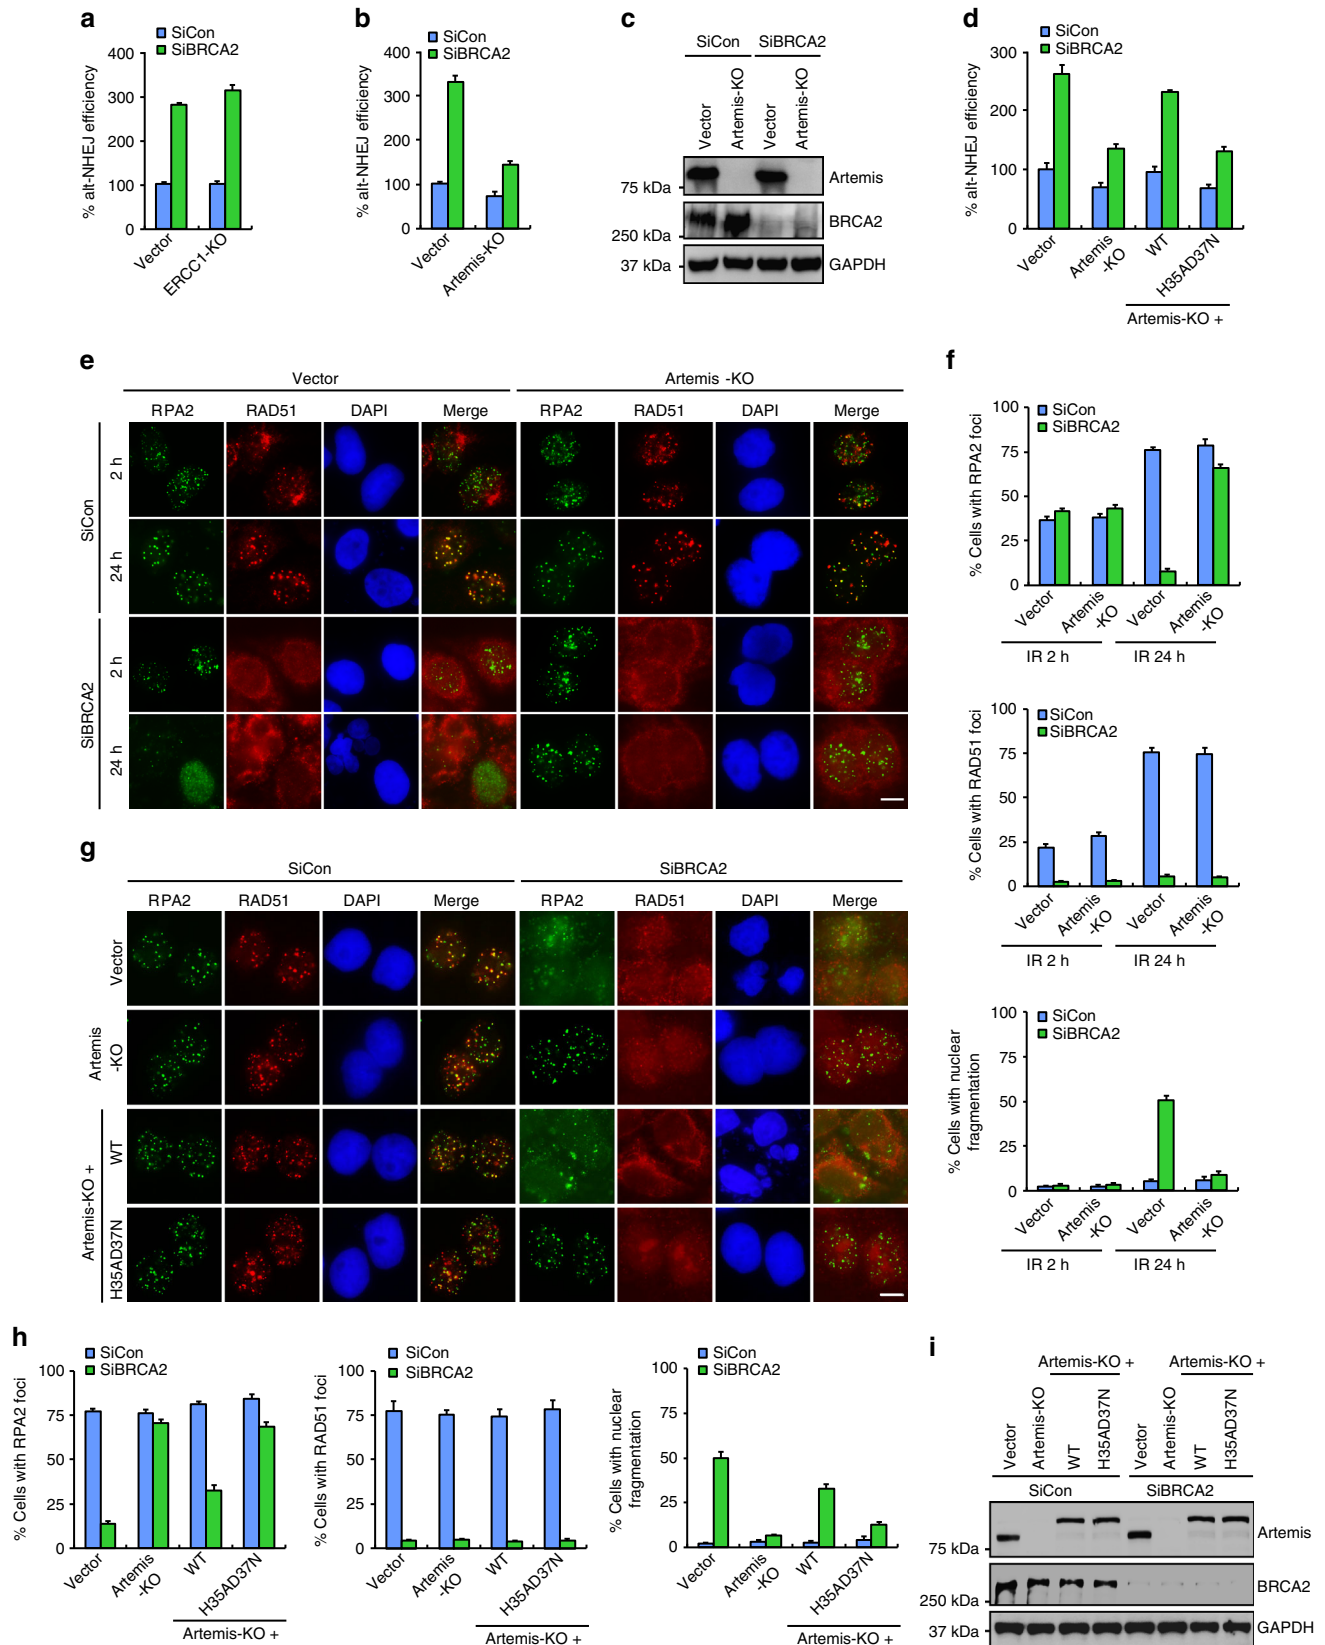 a
SiCon
SiBRCA2
% alt-NHEJ efficiency
400
300
200
100
0
Vector
ERCC1-KO
b
SiCon
SiBRCA2
% alt-NHEJ efficiency
400
300
200
100
0
Vector
Artemis-KO
c
SiCon SiBRCA2
Vector
Artemis-KO
Vector
Artemis-KO
75 kDa
Artemis
BRCA2
250 kDa
37 kDa
GAPDH
d
SiCon
SiBRCA2
% alt-NHEJ efficiency
300
200
100
0
Vector
Artemis
-KO
WT
H35AD37N
Artemis-KO +
e
Vector Artemis -KO
RPA2 RAD51 DAPI Merge RPA2 RAD51 DAPI Merge
SiCon
2 h
24 h
SiBRCA2
2 h
24 h
f
SiCon
SiBRCA2
% Cells with RPA2 foci
100
75
50
25
0
Vector
Artemis
-KO
Vector
Artemis
-KO
IR 2 h IR 24 h
SiCon
SiBRCA2
% Cells with RAD51 foci
100
75
50
25
0
Vector
Artemis
-KO
Vector
Artemis
-KO
IR 2 h IR 24 h
SiCon
SiBRCA2
% Cells with nuclear
fragmentation
100
75
50
25
0
Vector
Artemis
-KO
Vector
Artemis
-KO
IR 2 h IR 24 h
g
SiCon SiBRCA2
RPA2 RAD51 DAPI Merge RPA2 RAD51 DAPI Merge
Vector
Artemis
-KO
Artemis-KO +
WT
H35AD37N
h
SiCon
SiBRCA2
% Cells with RPA2 foci
100
75
50
25
0
Vector
Artemis
-KO
WT
H35AD37N
Artemis-KO +
SiCon
SiBRCA2
% Cells with RAD51 foci
100
75
50
25
0
Vector
Artemis
-KO
WT
H35AD37N
Artemis-KO +
SiCon
SiBRCA2
% Cells with nuclear
fragmentation
100
75
50
25
0
Vector
Artemis
-KO
WT
H35AD37N
Artemis-KO +
i
Artemis-KO + Artemis-KO +
Vector
Artemis-KO
WT
H35AD37N
Vector
Artemis-KO
WT
H35AD37N
SiCon SiBRCA2
Artemis
75 kDa
BRCA2
250 kDa
GAPDH
37 kDa